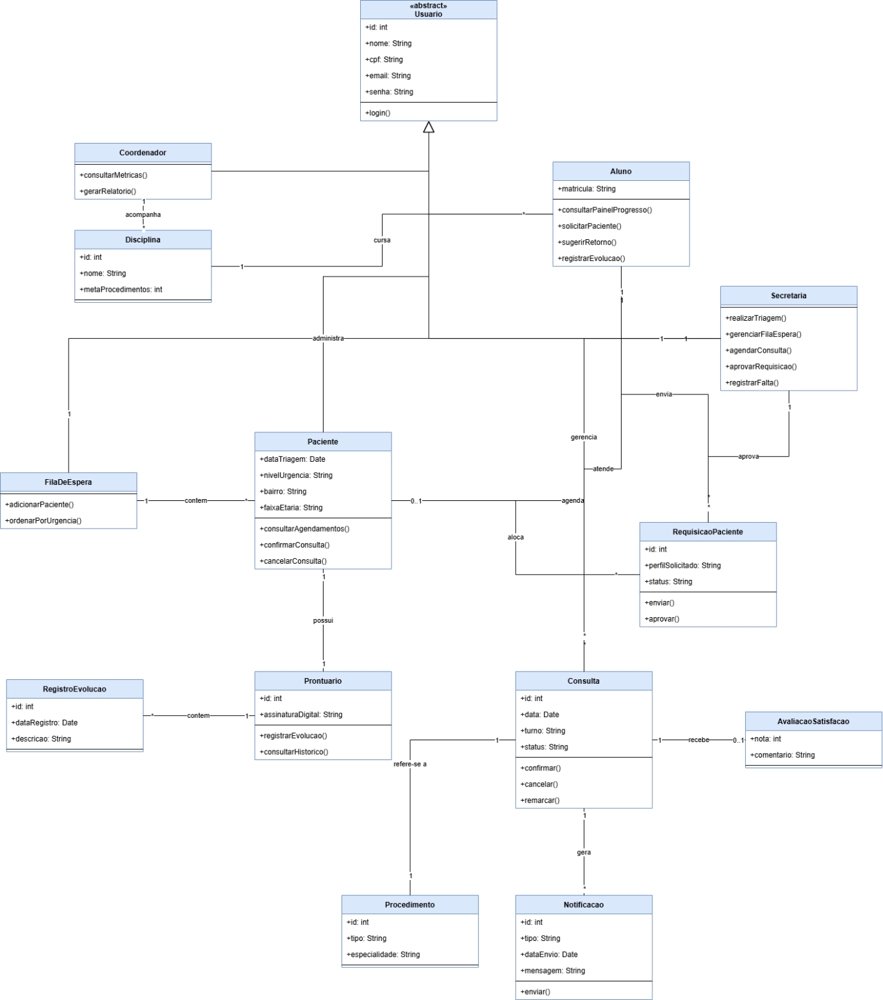 «abstract»
Usuario
+id: int
+nome: String
+cpf: String
+email: String
+senha: String
+login()
Coordenador
+consultarMetricas()
+gerarRelatorio()
1
acompanha
*
Disciplina
+id: int
+nome: String
+metaProcedimentos: int
1
cursa
*
Aluno
+matricula: String
+consultarPainelProgresso()
+solicitarPaciente()
+sugerirRetorno()
+registrarEvolucao()
1
1
Secretaria
+realizarTriagem()
+gerenciarFilaEspera()
+agendarConsulta()
+aprovarRequisicao()
+registrarFalta()
administra
1
1
1
1
envia
gerencia
aprova
atende
*
*
FilaDeEspera
+adicionarPaciente()
+ordenarPorUrgencia()
1
contem
*
Paciente
+dataTriagem: Date
+nivelUrgencia: String
+bairro: String
+faixaEtaria: String
+consultarAgendamentos()
+confirmarConsulta()
+cancelarConsulta()
0..1
agenda
aloca
*
RequisicaoPaciente
+id: int
+perfilSolicitado: String
+status: String
+enviar()
+aprovar()
1
possui
1
*
*
RegistroEvolucao
+id: int
+dataRegistro: Date
+descricao: String
*
contem
1
Prontuario
+id: int
+assinaturaDigital: String
+registrarEvolucao()
+consultarHistorico()
Consulta
+id: int
+data: Date
+turno: String
+status: String
+confirmar()
+cancelar()
+remarcar()
1
recebe
0..1
AvaliacaoSatisfacao
+nota: int
+comentario: String
1
refere-se a
1
1
gera
*
Procedimento
+id: int
+tipo: String
+especialidade: String
Notificacao
+id: int
+tipo: String
+dataEnvio: Date
+mensagem: String
+enviar()